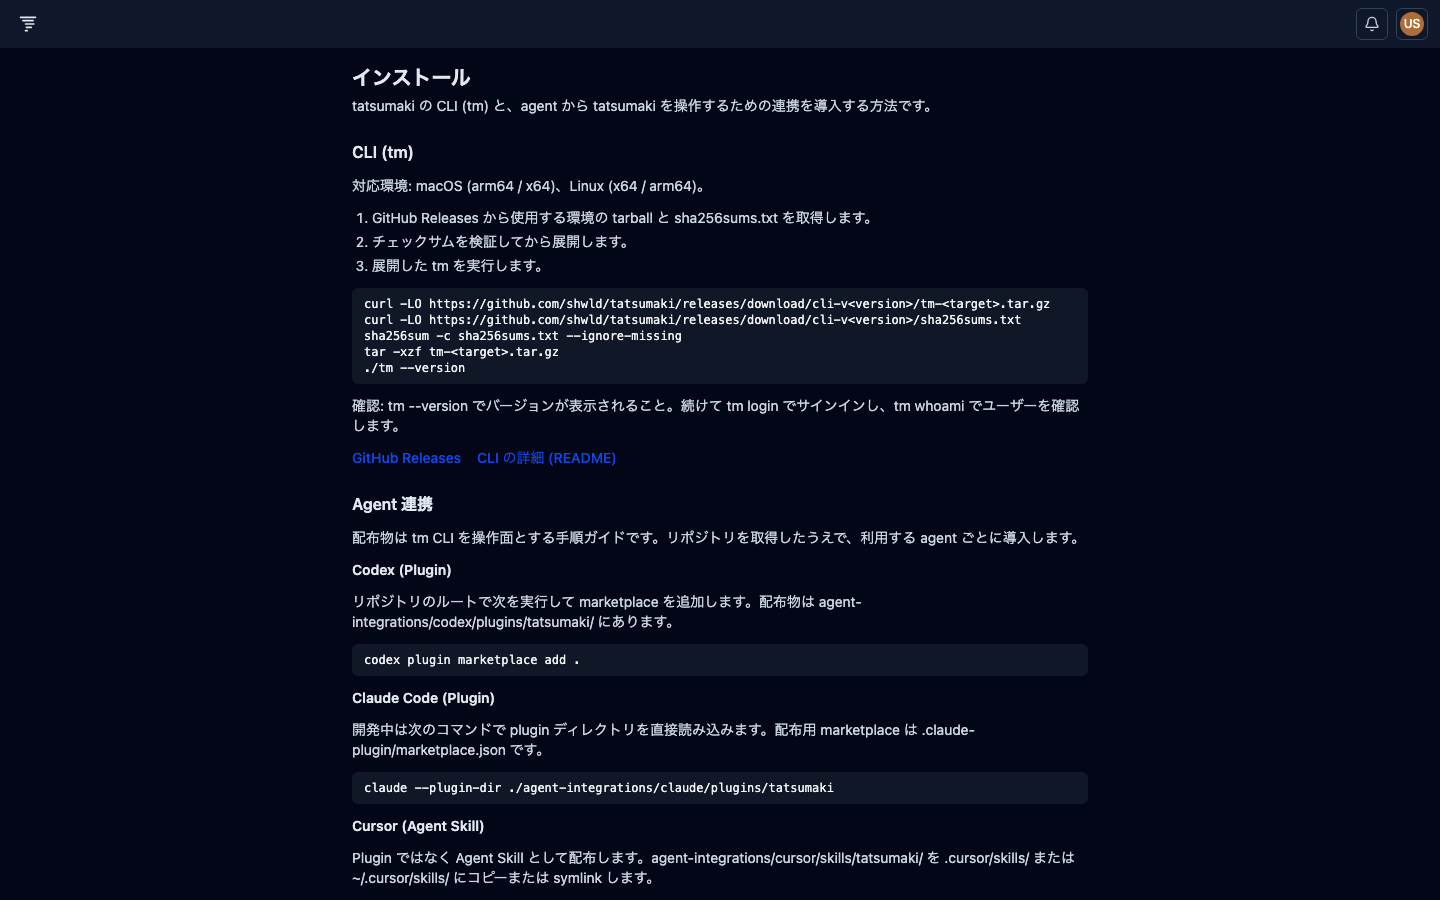 US
インストール
tatsumaki の CLI (tm) と、agent から tatsumaki を操作するための連携を導入する方法です。
CLI (tm)
対応環境: macOS (arm64 / x64)、Linux (x64 / arm64)。
1. GitHub Releases から使用する環境の tarball と sha256sums.txt を取得します。
2. チェックサムを検証してから展開します。
3. 展開した tm を実行します。
curl -LO https://github.com/shwld/tatsumaki/releases/download/cli-v<version>/tm-<target>.tar.gz
curl -LO https://github.com/shwld/tatsumaki/releases/download/cli-v<version>/sha256sums.txt
sha256sum -c sha256sums.txt --ignore-missing
tar -xzf tm-<target>.tar.gz
./tm --version
確認: tm --version でバージョンが表示されること。続けて tm login でサインインし、tm whoami でユーザーを確認
します。
GitHub Releases CLI の詳細 (README)
Agent 連携
配布物は tm CLI を操作面とする手順ガイドです。リポジトリを取得したうえで、利用する agent ごとに導入します。
Codex (Plugin)
リポジトリのルートで次を実行して marketplace を追加します。配布物は agent-
integrations/codex/plugins/tatsumaki/ にあります。
codex plugin marketplace add .
Claude Code (Plugin)
開発中は次のコマンドで plugin ディレクトリを直接読み込みます。配布用 marketplace は .claude-
plugin/marketplace.json です。
claude --plugin-dir ./agent-integrations/claude/plugins/tatsumaki
Cursor (Agent Skill)
Plugin ではなく Agent Skill として配布します。agent-integrations/cursor/skills/tatsumaki/ を .cursor/skills/ または
~/.cursor/skills/ にコピーまたは symlink します。